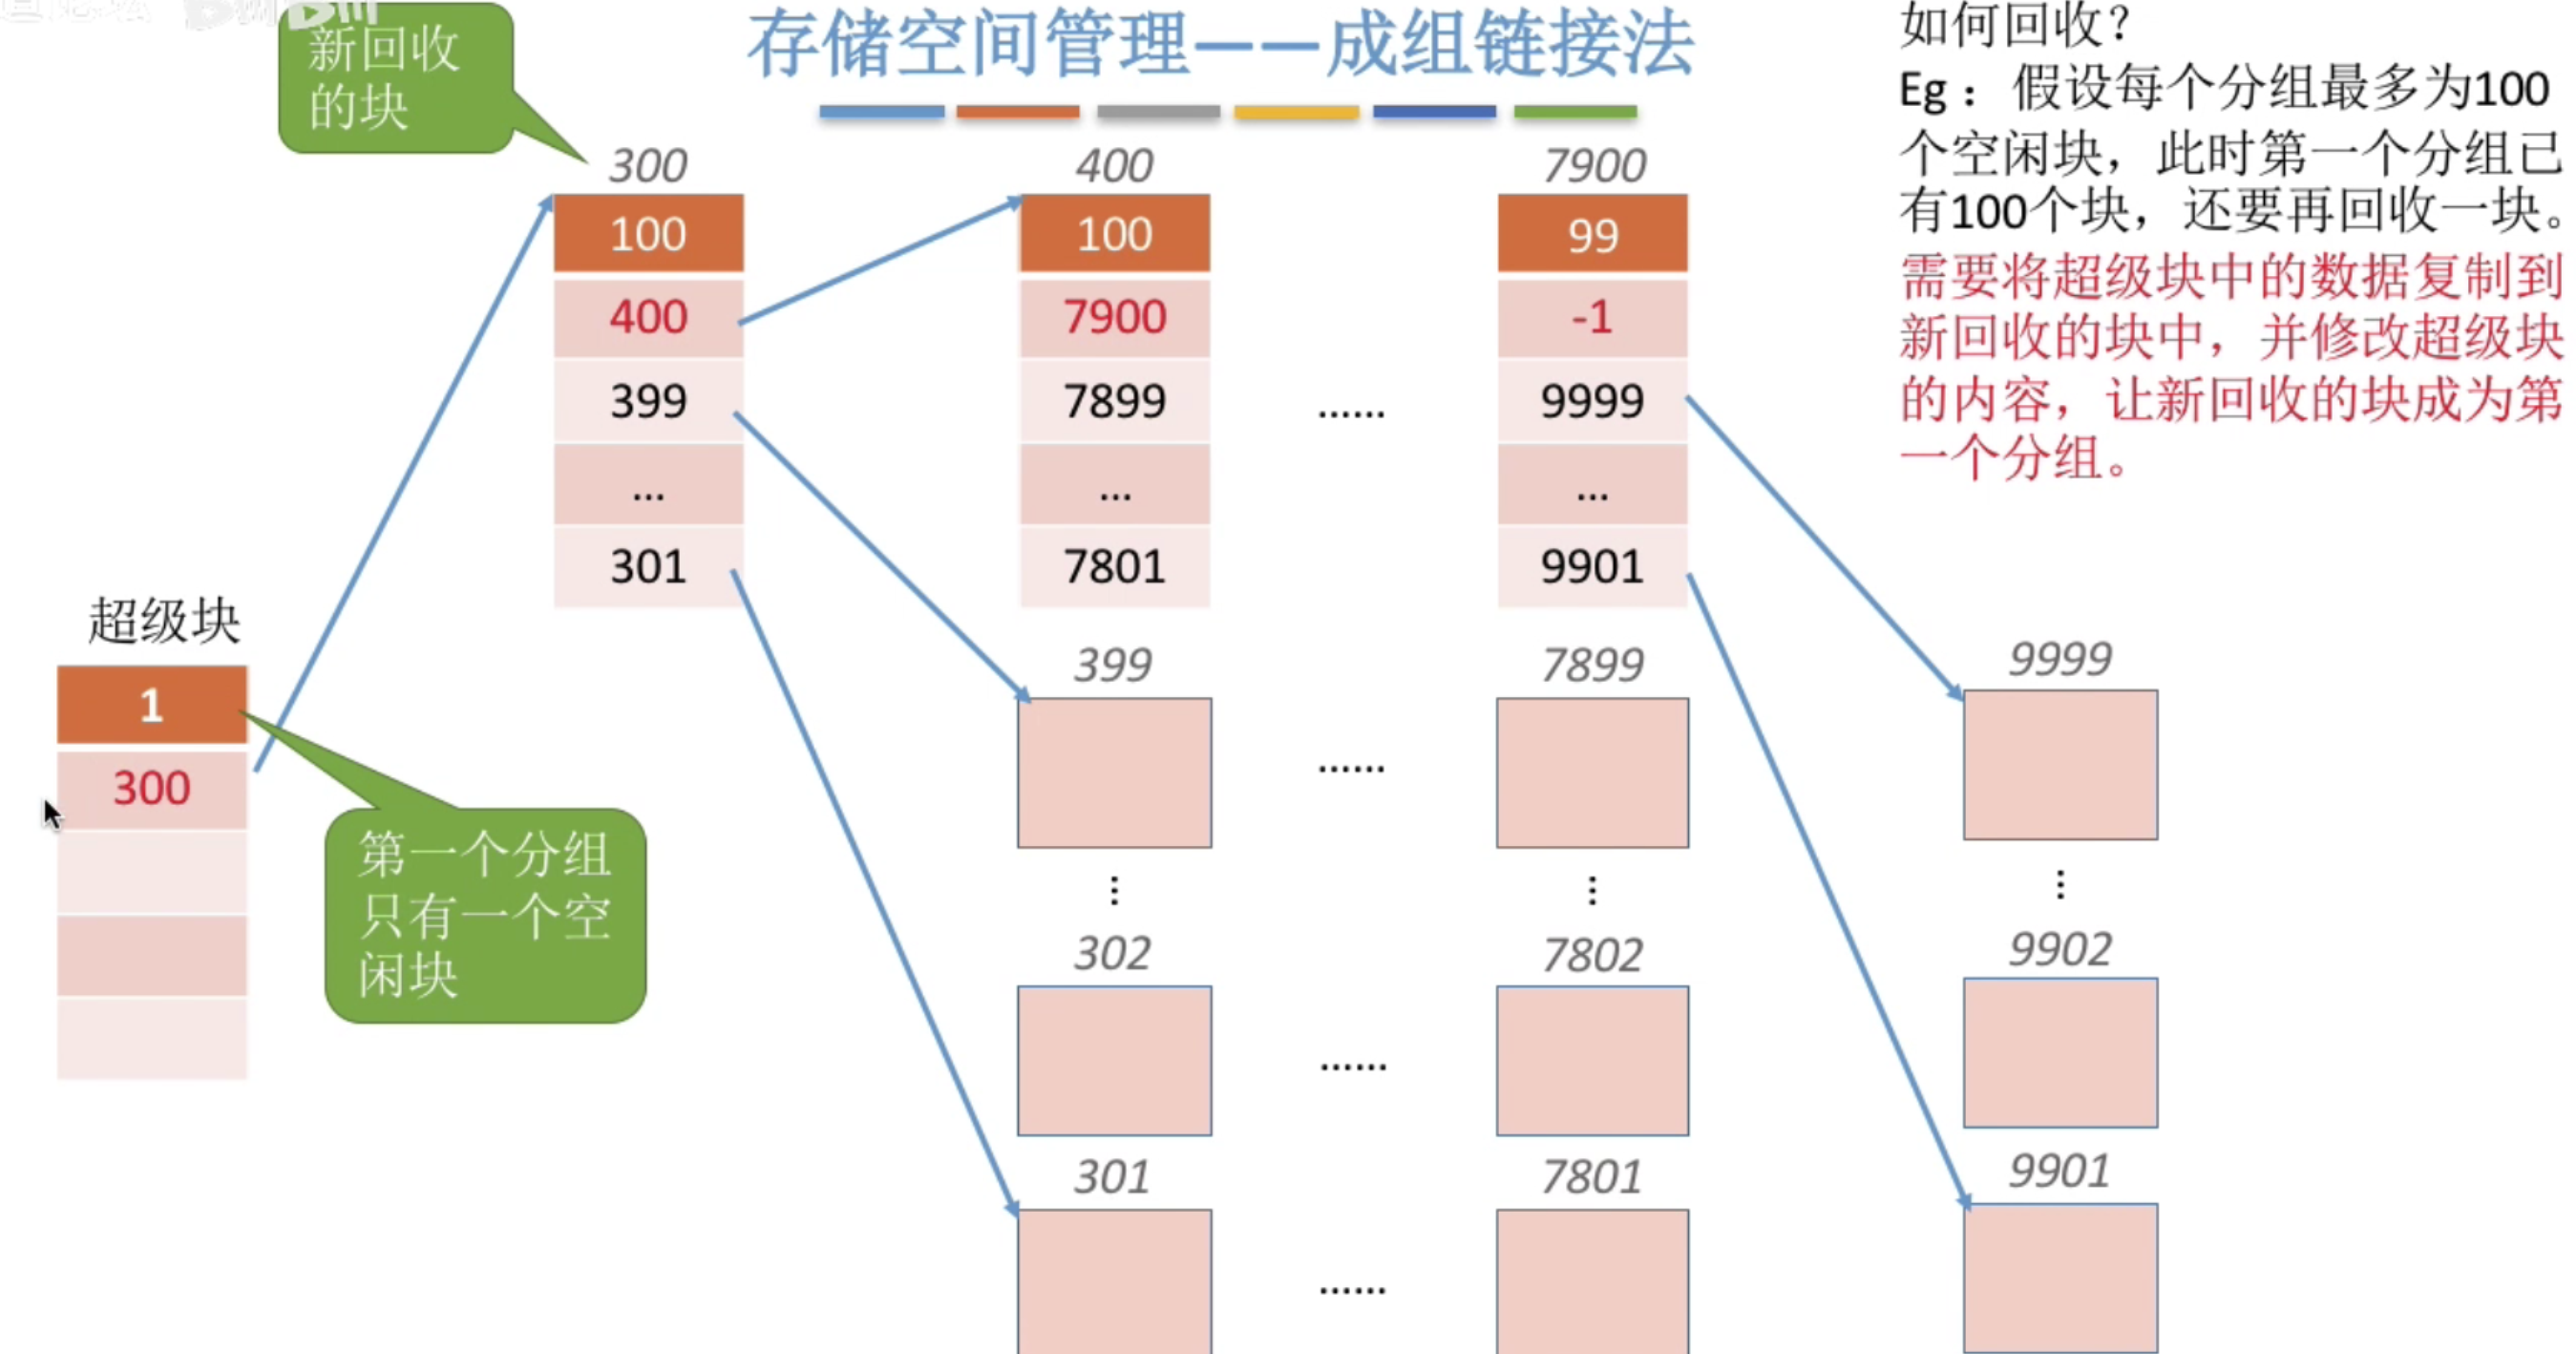 存储空间管理——成组链接法
新回收
的块
如何回收？
Eg：假设每个分组最多为100
个空闲块，此时第一个分组已
有100个块，还要再回收一块。
需要将超级块中的数据复制到
新回收的块中，并修改超级块
的内容，让新回收的块成为第
一个分组。
300
100
400
399
...
301
400
100
7900
7899
...
7801
......
7900
99
-1
9999
...
9901
超级块
1
300
第一个分组
只有一个空
闲块
399
⋮
302
301
......
......
......
7899
⋮
7802
7801
9999
⋮
9902
9901